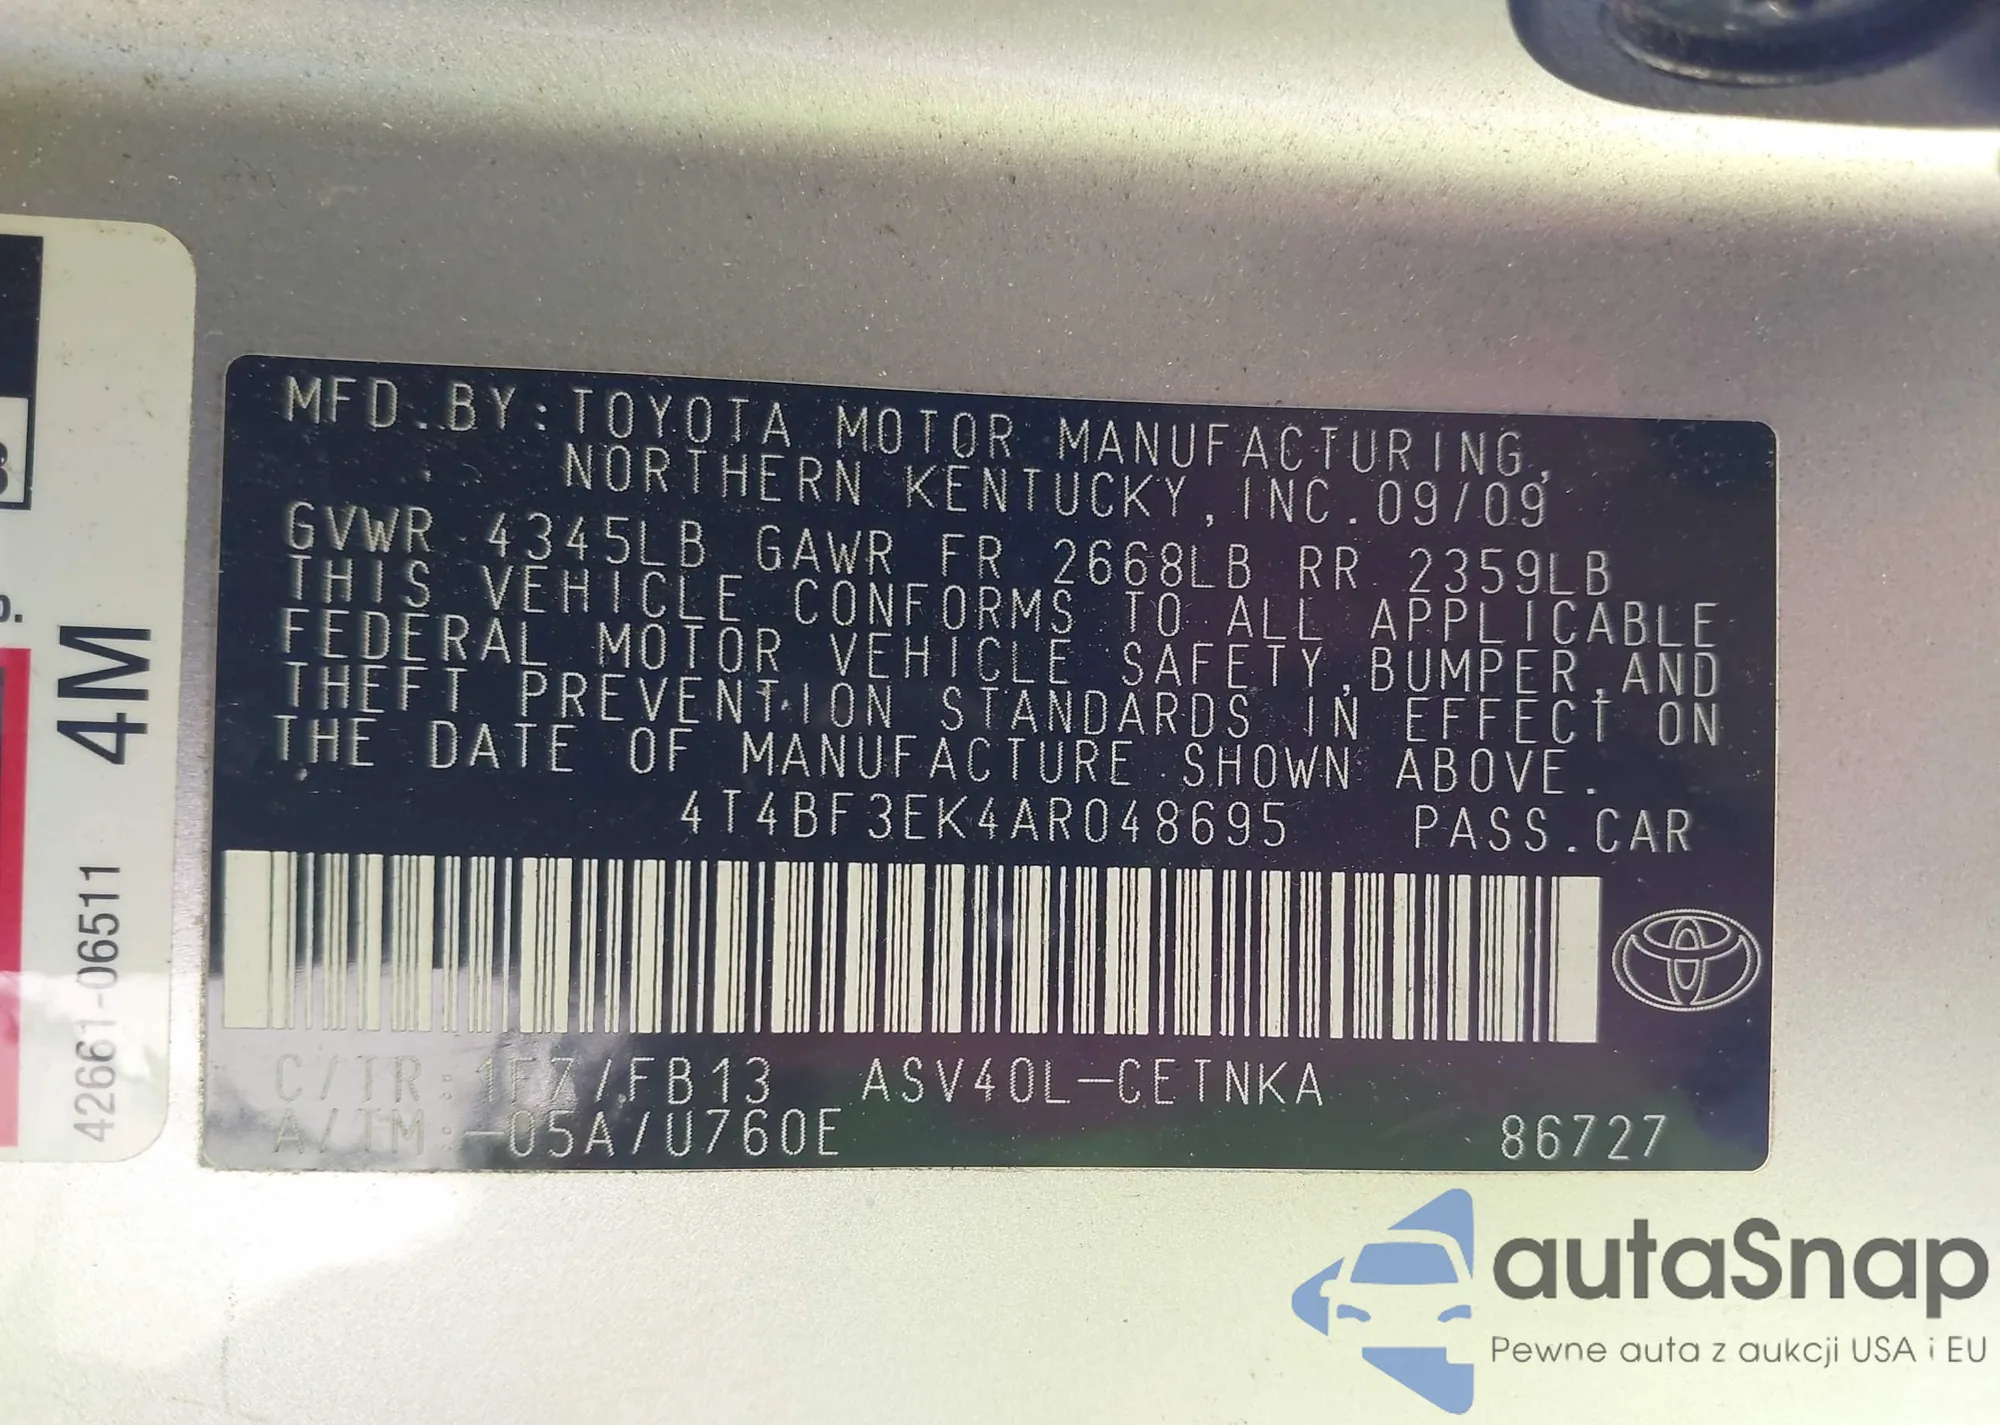 MFD. BY: TOYOTA MOTOR MANUFACTURING,
NORTHERN KENTUCKY, INC. 09/09
GVWR 4345LB GAWR FR 2668LB RR 2359LB
THIS VEHICLE CONFORMS TO ALL APPLICABLE
FEDERAL MOTOR VEHICLE SAFETY, BUMPER, AND
THEFT PREVENTION STANDARDS IN EFFECT ON
THE DATE OF MANUFACTURE SHOWN ABOVE.
4T4BF3EK4AR048695 PASS. CAR
C/TR: 1F7/FB13 ASV40L-CETNKA
A/TM: -05A/U760E
86727
4M
42661-06511
autaSnap
Pewne auta z aukcji USA i EU